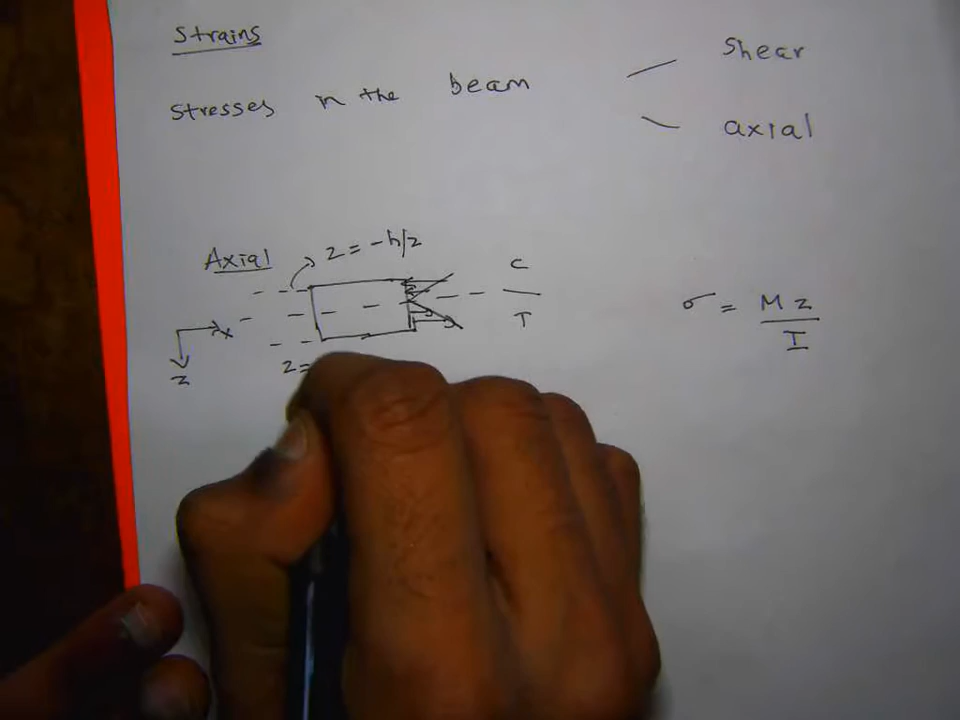 Strains
Shear
Stresses in the beam
axial
Axial
z = -h/2
C
T
σ = Mz/I
x
z
z =